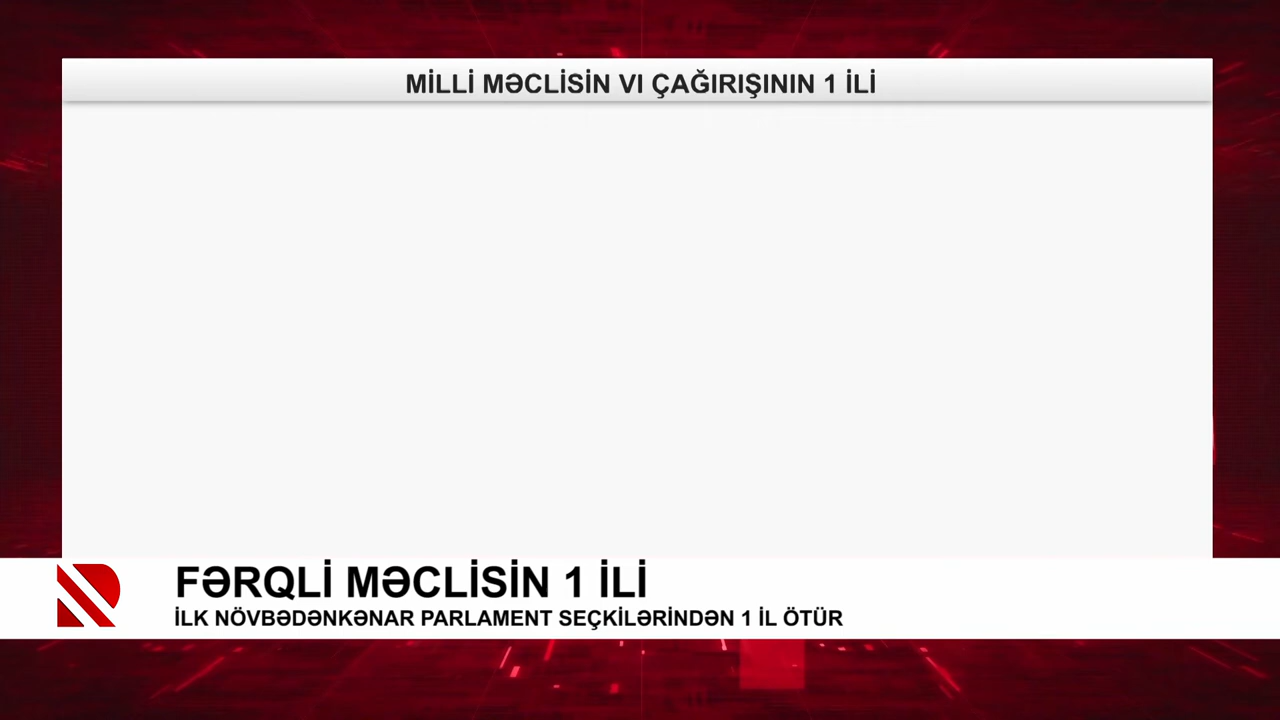 MİLLİ MƏCLİSİN VI ÇAĞIRIŞININ 1 İLİ
FƏRQLİ MƏCLİSİN 1 İLİ
İLK NÖVBƏDƏNKƏNAR PARLAMENT SEÇKİLƏRİNDƏN 1 İL ÖTÜR